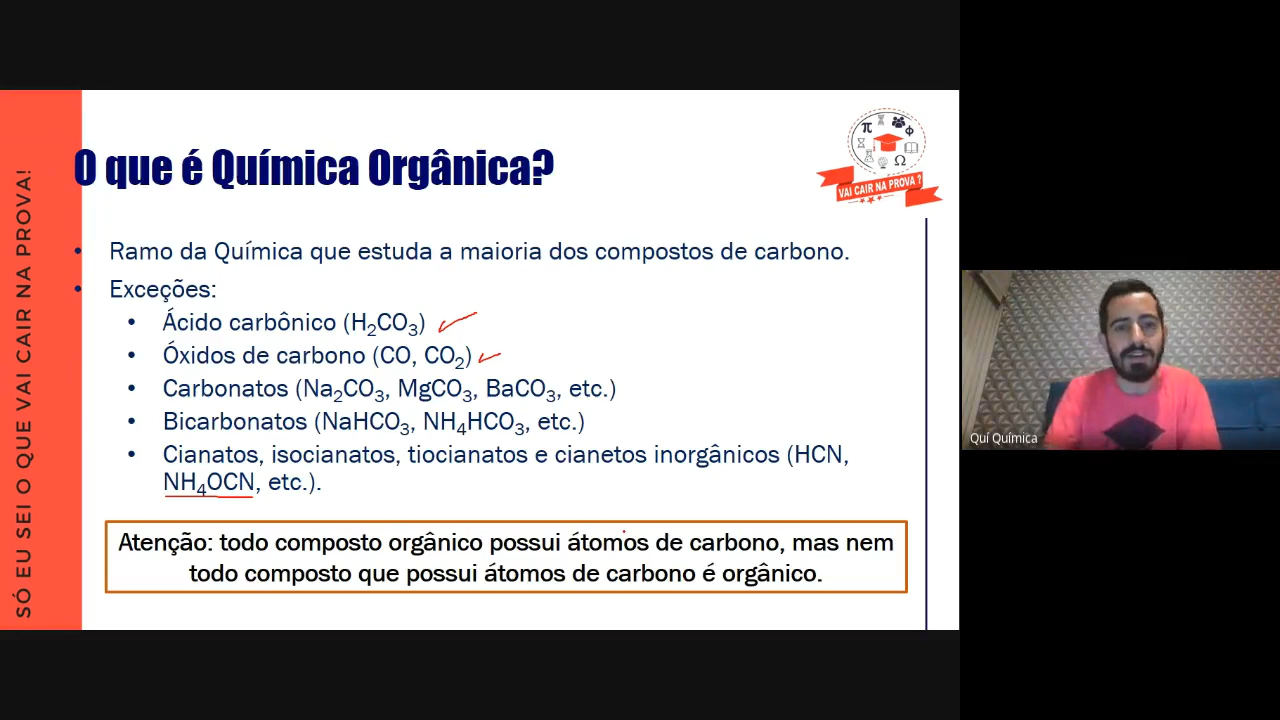 O que é Química Orgânica?
π
Φ
Ω
VAI CAIR NA PROVA ?
SÓ EU SEI O QUE VAI CAIR NA PROVA!
• Ramo da Química que estuda a maioria dos compostos de carbono.
• Exceções:
• Ácido carbônico (H₂CO₃)
• Óxidos de carbono (CO, CO₂)
• Carbonatos (Na₂CO₃, MgCO₃, BaCO₃, etc.)
• Bicarbonatos (NaHCO₃, NH₄HCO₃, etc.)
• Cianatos, isocianatos, tiocianatos e cianetos inorgânicos (HCN,
NH₄OCN, etc.).
Atenção: todo composto orgânico possui átomos de carbono, mas nem
todo composto que possui átomos de carbono é orgânico.
Quí Química